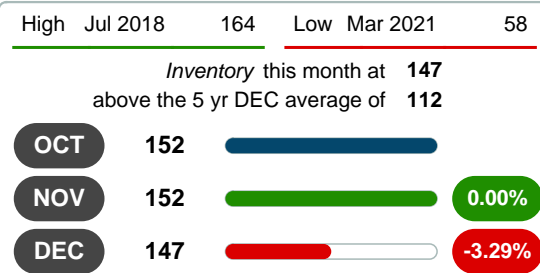 High Jul 2018 164 Low Mar 2021 58
Inventory this month at 147
above the 5 yr DEC average of 112
OCT 152
NOV 152 0.00%
DEC 147 -3.29%